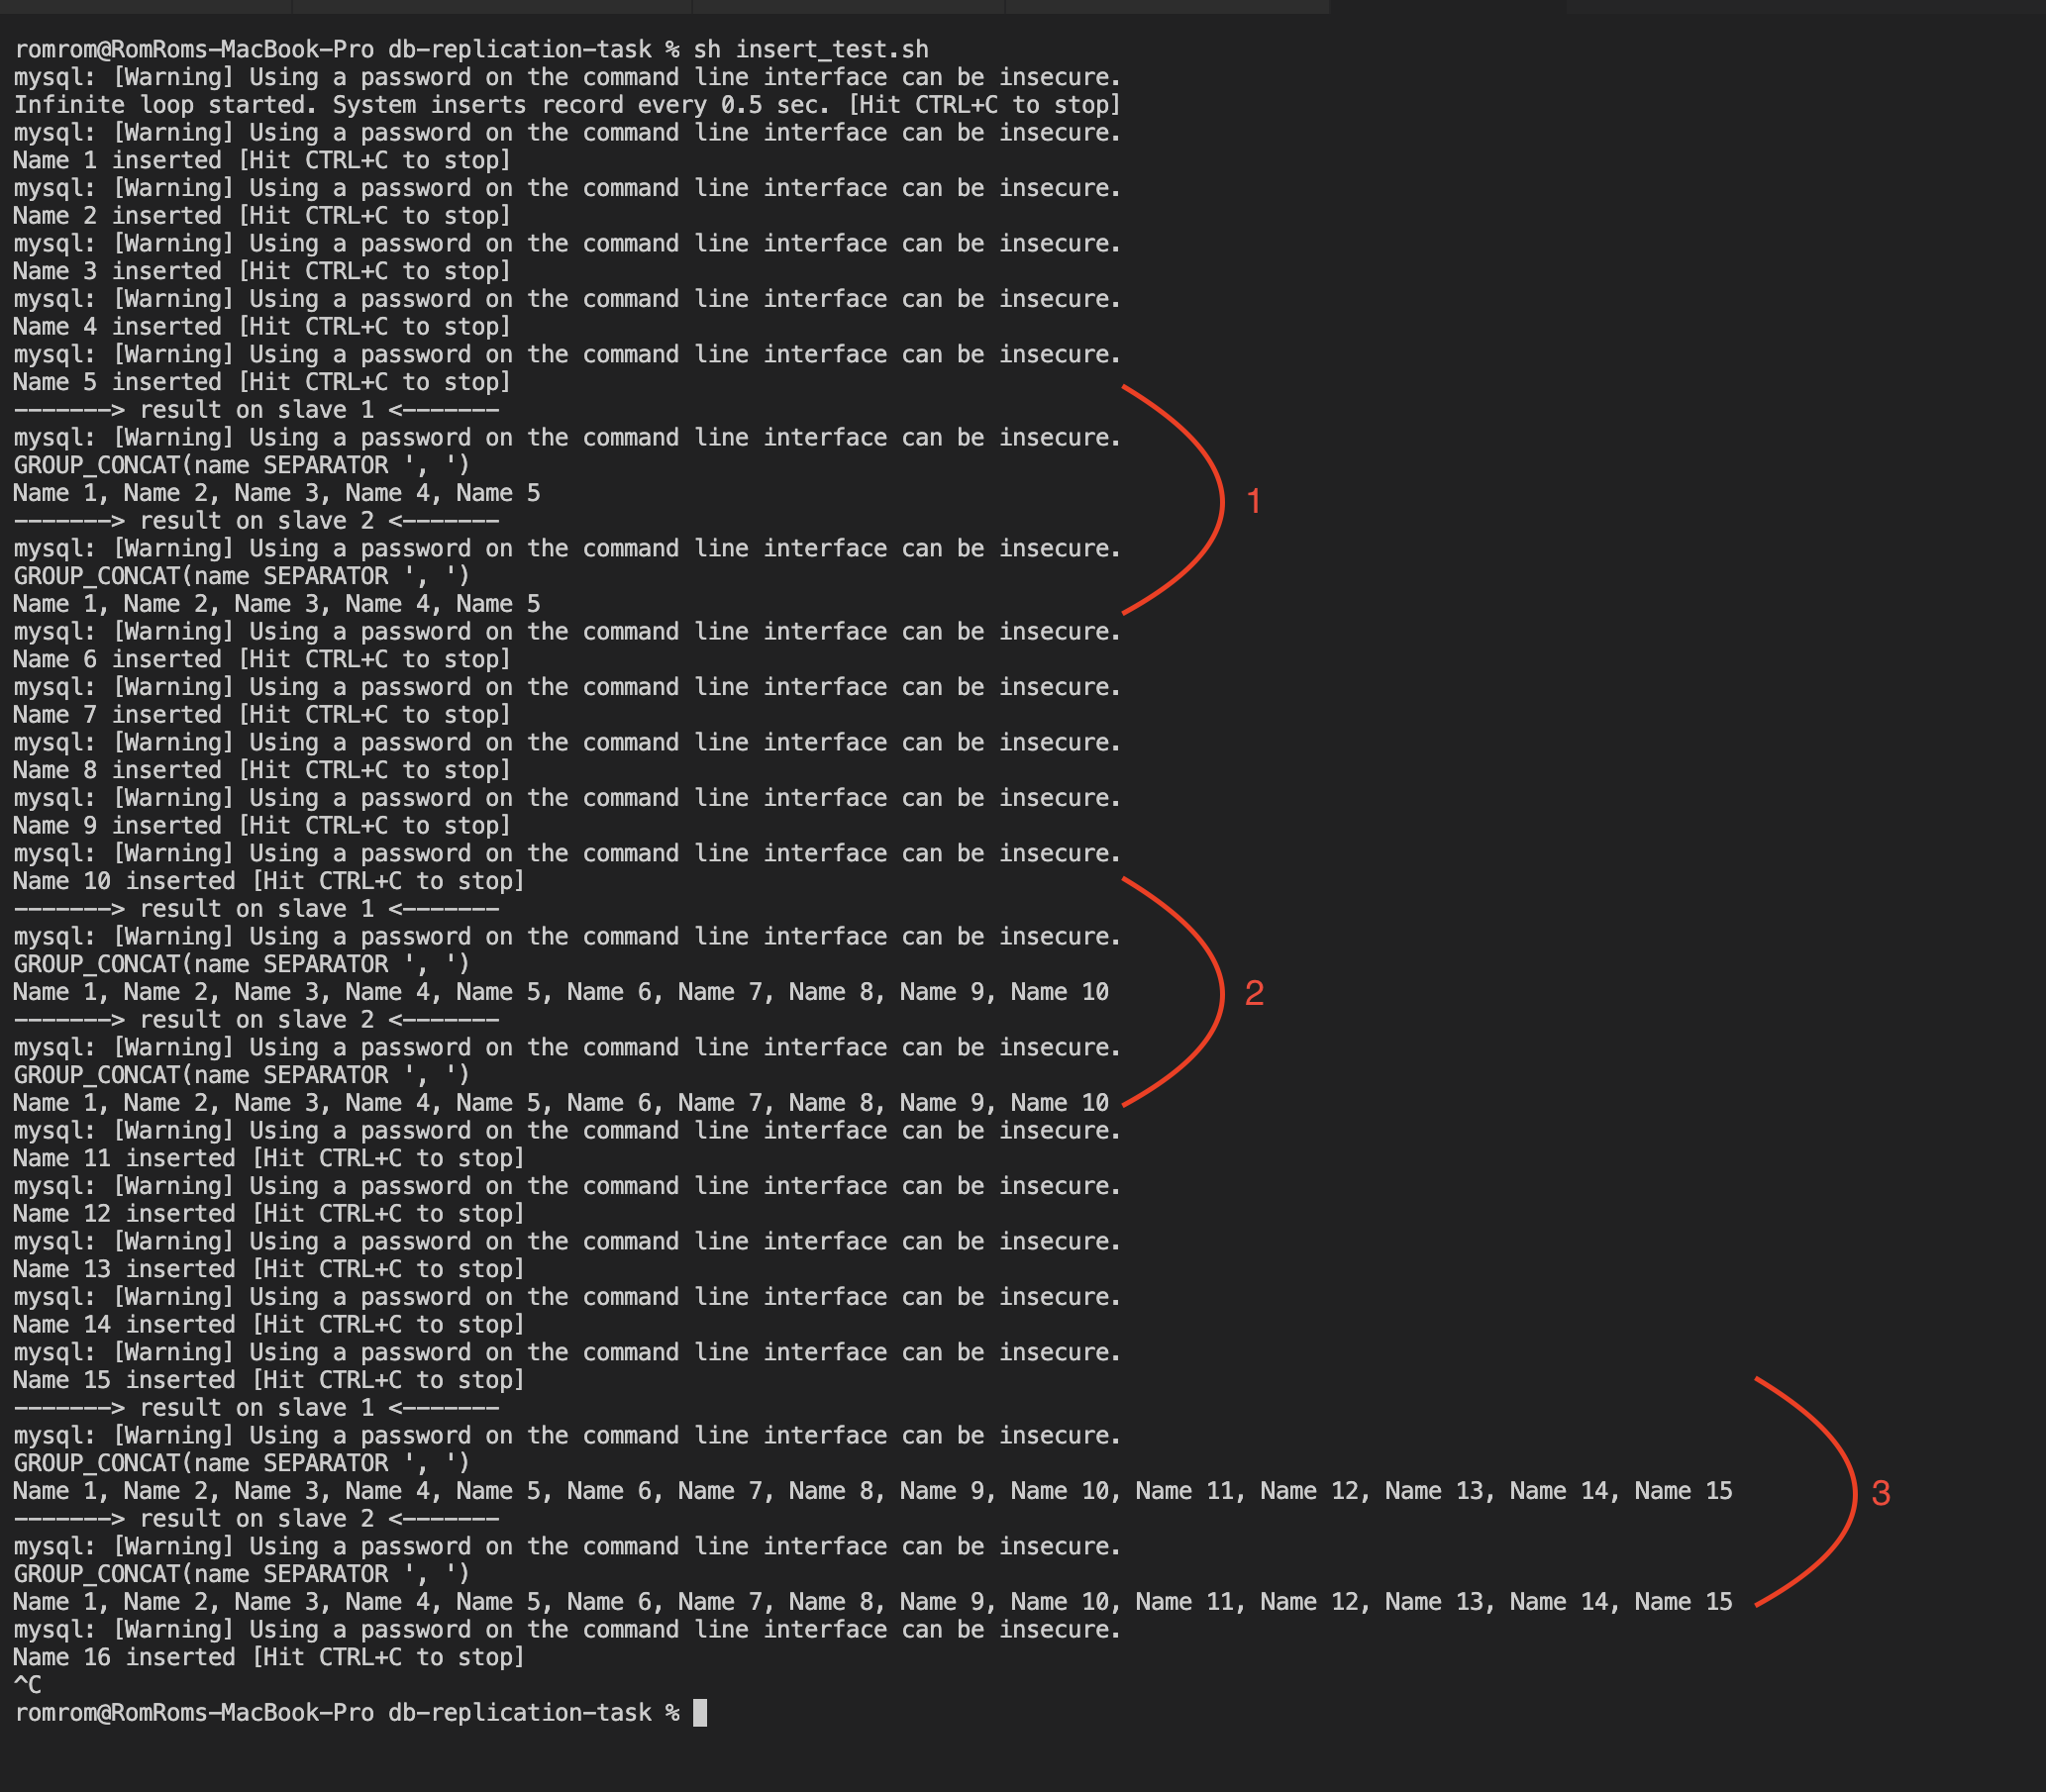 romrom@RomRoms-MacBook-Pro db-replication-task % sh insert_test.sh
mysql: [Warning] Using a password on the command line interface can be insecure.
Infinite loop started. System inserts record every 0.5 sec. [Hit CTRL+C to stop]
mysql: [Warning] Using a password on the command line interface can be insecure.
Name 1 inserted [Hit CTRL+C to stop]
mysql: [Warning] Using a password on the command line interface can be insecure.
Name 2 inserted [Hit CTRL+C to stop]
mysql: [Warning] Using a password on the command line interface can be insecure.
Name 3 inserted [Hit CTRL+C to stop]
mysql: [Warning] Using a password on the command line interface can be insecure.
Name 4 inserted [Hit CTRL+C to stop]
mysql: [Warning] Using a password on the command line interface can be insecure.
Name 5 inserted [Hit CTRL+C to stop]
-------> result on slave 1 <-------
mysql: [Warning] Using a password on the command line interface can be insecure.
GROUP_CONCAT(name SEPARATOR ', ')
Name 1, Name 2, Name 3, Name 4, Name 5
1
-------> result on slave 2 <-------
mysql: [Warning] Using a password on the command line interface can be insecure.
GROUP_CONCAT(name SEPARATOR ', ')
Name 1, Name 2, Name 3, Name 4, Name 5
mysql: [Warning] Using a password on the command line interface can be insecure.
Name 6 inserted [Hit CTRL+C to stop]
mysql: [Warning] Using a password on the command line interface can be insecure.
Name 7 inserted [Hit CTRL+C to stop]
mysql: [Warning] Using a password on the command line interface can be insecure.
Name 8 inserted [Hit CTRL+C to stop]
mysql: [Warning] Using a password on the command line interface can be insecure.
Name 9 inserted [Hit CTRL+C to stop]
mysql: [Warning] Using a password on the command line interface can be insecure.
Name 10 inserted [Hit CTRL+C to stop]
-------> result on slave 1 <-------
mysql: [Warning] Using a password on the command line interface can be insecure.
GROUP_CONCAT(name SEPARATOR ', ')
Name 1, Name 2, Name 3, Name 4, Name 5, Name 6, Name 7, Name 8, Name 9, Name 10
2
-------> result on slave 2 <-------
mysql: [Warning] Using a password on the command line interface can be insecure.
GROUP_CONCAT(name SEPARATOR ', ')
Name 1, Name 2, Name 3, Name 4, Name 5, Name 6, Name 7, Name 8, Name 9, Name 10
mysql: [Warning] Using a password on the command line interface can be insecure.
Name 11 inserted [Hit CTRL+C to stop]
mysql: [Warning] Using a password on the command line interface can be insecure.
Name 12 inserted [Hit CTRL+C to stop]
mysql: [Warning] Using a password on the command line interface can be insecure.
Name 13 inserted [Hit CTRL+C to stop]
mysql: [Warning] Using a password on the command line interface can be insecure.
Name 14 inserted [Hit CTRL+C to stop]
mysql: [Warning] Using a password on the command line interface can be insecure.
Name 15 inserted [Hit CTRL+C to stop]
-------> result on slave 1 <-------
mysql: [Warning] Using a password on the command line interface can be insecure.
GROUP_CONCAT(name SEPARATOR ', ')
Name 1, Name 2, Name 3, Name 4, Name 5, Name 6, Name 7, Name 8, Name 9, Name 10, Name 11, Name 12, Name 13, Name 14, Name 15
3
-------> result on slave 2 <-------
mysql: [Warning] Using a password on the command line interface can be insecure.
GROUP_CONCAT(name SEPARATOR ', ')
Name 1, Name 2, Name 3, Name 4, Name 5, Name 6, Name 7, Name 8, Name 9, Name 10, Name 11, Name 12, Name 13, Name 14, Name 15
mysql: [Warning] Using a password on the command line interface can be insecure.
Name 16 inserted [Hit CTRL+C to stop]
^C
romrom@RomRoms-MacBook-Pro db-replication-task %